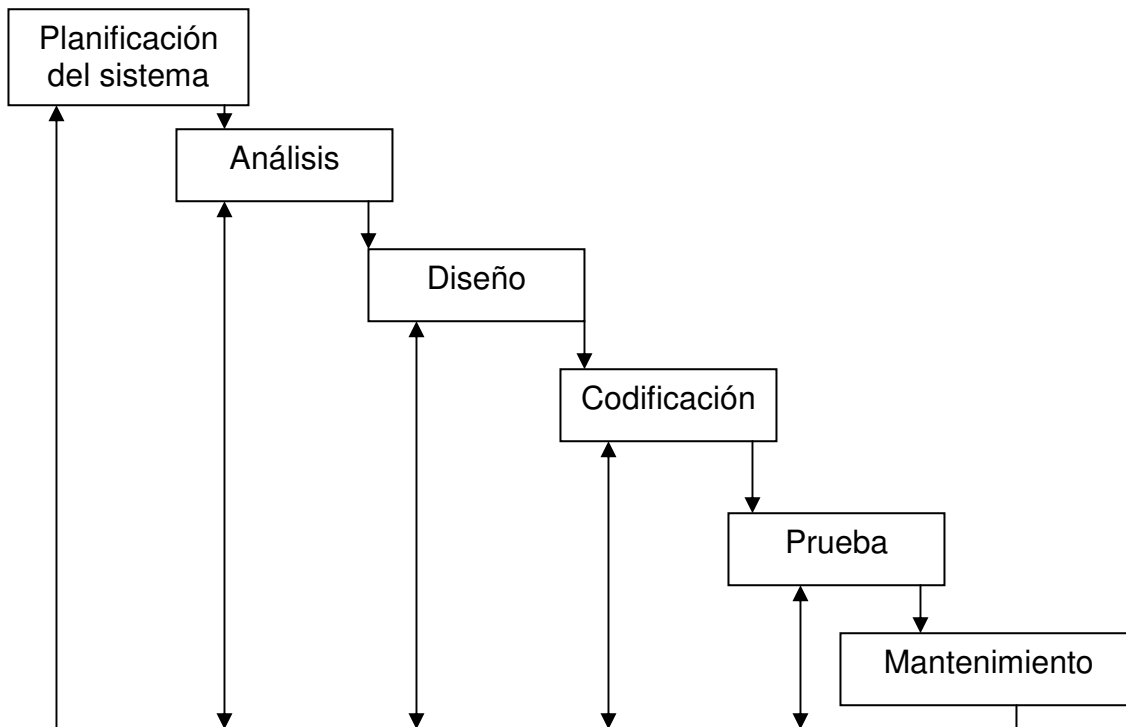 Planificación
del sistema
Análisis
Diseño
Codificación
Prueba
Mantenimiento